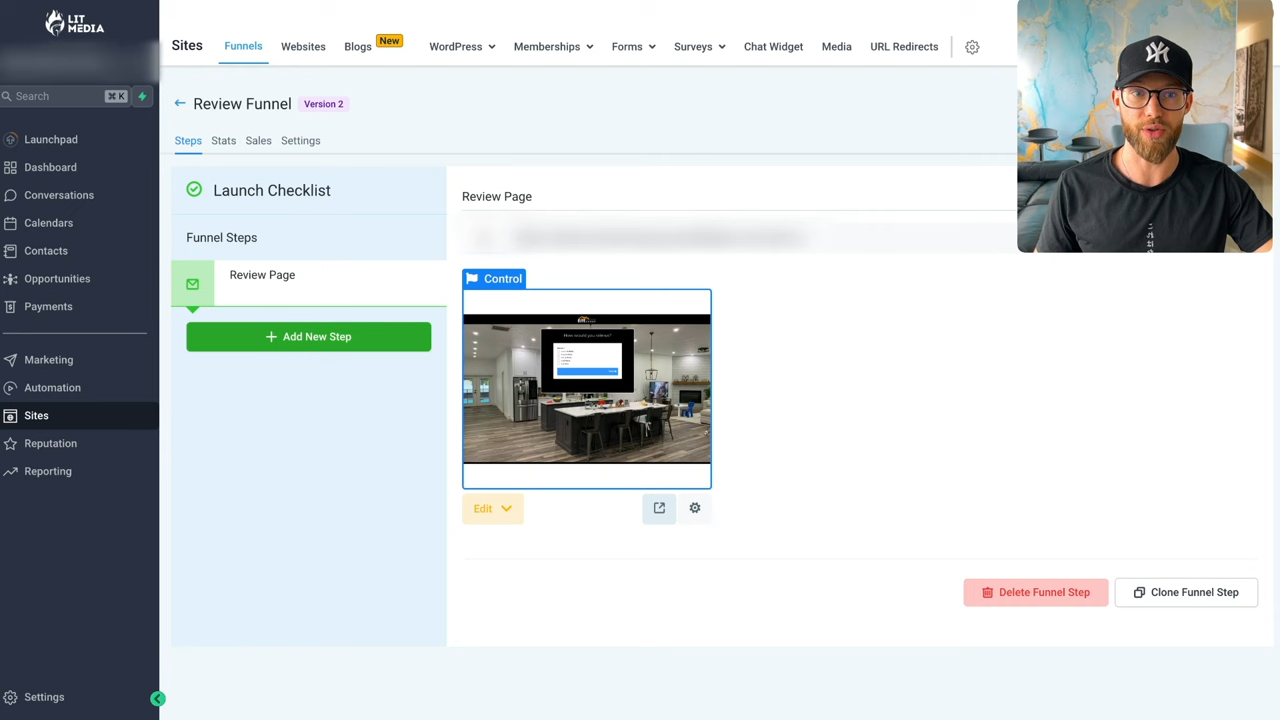 LIT
MEDIA
Search
⌘ K
Launchpad
Dashboard
Conversations
Calendars
Contacts
Opportunities
Payments
Marketing
Automation
Sites
Reputation
Reporting
Settings
Sites
Funnels
Websites
Blogs
New
WordPress
Memberships
Forms
Surveys
Chat Widget
Media
URL Redirects
Review Funnel
Version 2
Steps
Stats
Sales
Settings
Launch Checklist
Funnel Steps
Review Page
Add New Step
Review Page
Control
Edit
Delete Funnel Step
Clone Funnel Step